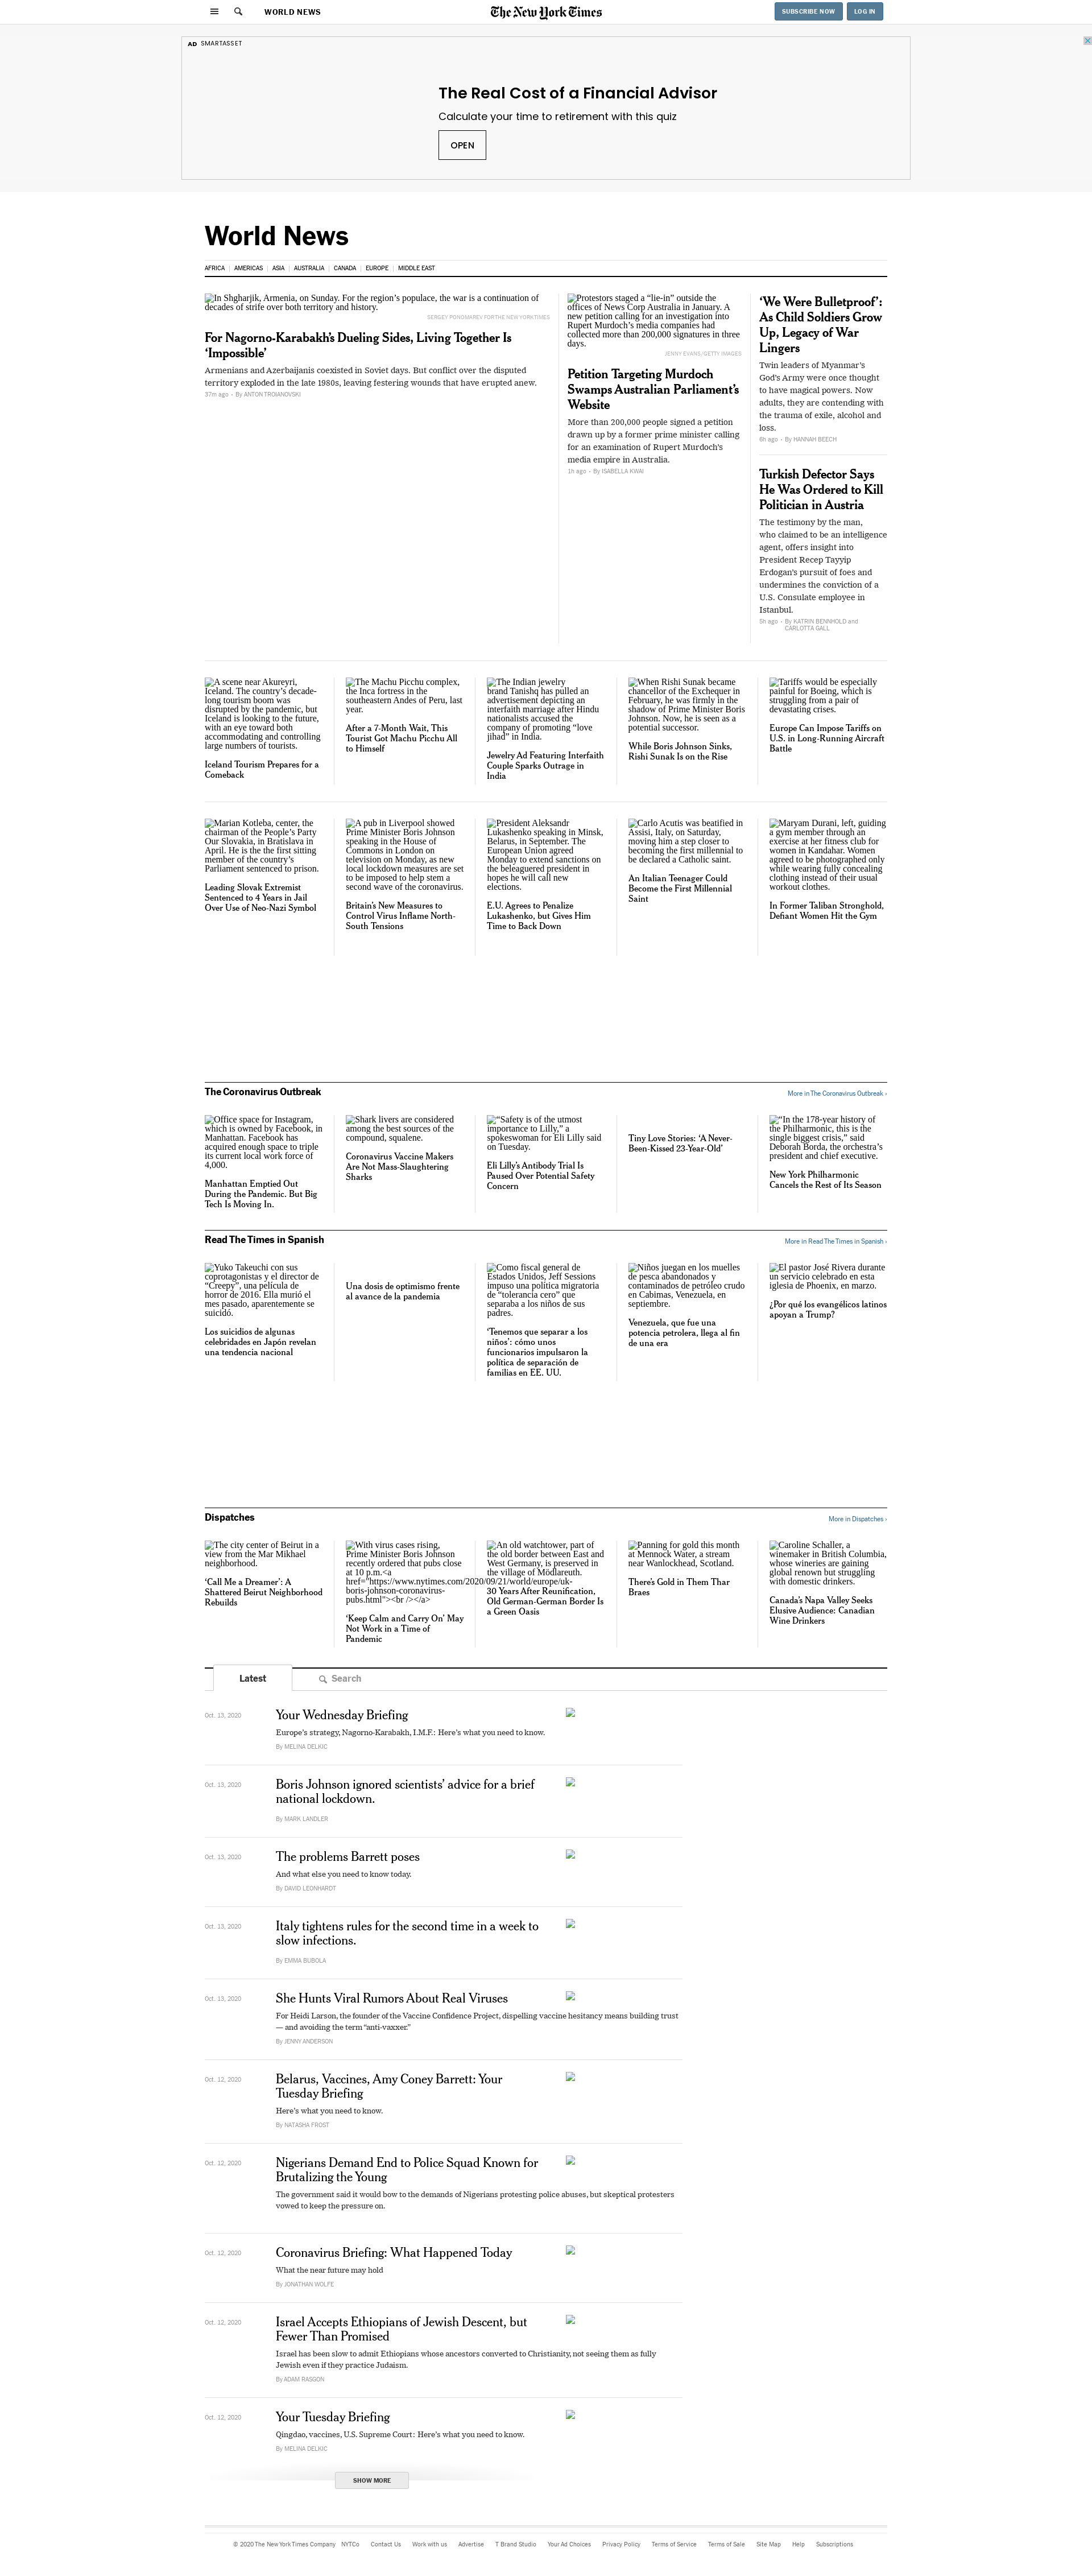 WORLD NEWS
The New York Times
SUBSCRIBE NOW
LOG IN
AD SMARTASSET
The Real Cost of a Financial Advisor
Calculate your time to retirement with this quiz
OPEN
World News
AFRICA
AMERICAS
ASIA
AUSTRALIA
CANADA
EUROPE
MIDDLE EAST
In Shgharjik, Armenia, on Sunday. For the region’s populace, the war is a continuation of
decades of strife over both territory and history.
SERGEY PONOMAREV FOR THE NEW YORK TIMES
For Nagorno-Karabakh’s Dueling Sides, Living Together Is
‘Impossible’
Armenians and Azerbaijanis coexisted in Soviet days. But conflict over the disputed
territory exploded in the late 1980s, leaving festering wounds that have erupted anew.
37m ago · By ANTON TROIANOVSKI
Protestors staged a “lie-in” outside the
offices of News Corp Australia in January. A
new petition calling for an investigation into
Rupert Murdoch’s media companies had
collected more than 200,000 signatures in three
days.
JENNY EVANS/GETTY IMAGES
Petition Targeting Murdoch
Swamps Australian Parliament’s
Website
More than 200,000 people signed a petition
drawn up by a former prime minister calling
for an examination of Rupert Murdoch’s
media empire in Australia.
1h ago · By ISABELLA KWAI
‘We Were Bulletproof’:
As Child Soldiers Grow
Up, Legacy of War
Lingers
Twin leaders of Myanmar’s
God’s Army were once thought
to have magical powers. Now
adults, they are contending with
the trauma of exile, alcohol and
loss.
6h ago · By HANNAH BEECH
Turkish Defector Says
He Was Ordered to Kill
Politician in Austria
The testimony by the man,
who claimed to be an intelligence
agent, offers insight into
President Recep Tayyip
Erdogan’s pursuit of foes and
undermines the conviction of a
U.S. Consulate employee in
Istanbul.
5h ago · By KATRIN BENNHOLD and
CARLOTTA GALL
A scene near Akureyri,
Iceland. The country’s decade-
long tourism boom was
disrupted by the pandemic, but
Iceland is looking to the future,
with an eye toward both
accommodating and controlling
large numbers of tourists.
Iceland Tourism Prepares for a
Comeback
The Machu Picchu complex,
the Inca fortress in the
southeastern Andes of Peru, last
year.
After a 7-Month Wait, This
Tourist Got Machu Picchu All
to Himself
The Indian jewelry
brand Tanishq has pulled an
advertisement depicting an
interfaith marriage after Hindu
nationalists accused the
company of promoting “love
jihad” in India.
Jewelry Ad Featuring Interfaith
Couple Sparks Outrage in
India
When Rishi Sunak became
chancellor of the Exchequer in
February, he was firmly in the
shadow of Prime Minister Boris
Johnson. Now, he is seen as a
potential successor.
While Boris Johnson Sinks,
Rishi Sunak Is on the Rise
Tariffs would be especially
painful for Boeing, which is
struggling from a pair of
devastating crises.
Europe Can Impose Tariffs on
U.S. in Long-Running Aircraft
Battle
Marian Kotleba, center, the
chairman of the People’s Party
Our Slovakia, in Bratislava in
April. He is the the first sitting
member of the country’s
Parliament sentenced to prison.
Leading Slovak Extremist
Sentenced to 4 Years in Jail
Over Use of Neo-Nazi Symbol
A pub in Liverpool showed
Prime Minister Boris Johnson
speaking in the House of
Commons in London on
television on Monday, as new
local lockdown measures are set
to be imposed to help stem a
second wave of the coronavirus.
Britain’s New Measures to
Control Virus Inflame North-
South Tensions
President Aleksandr
Lukashenko speaking in Minsk,
Belarus, in September. The
European Union agreed
Monday to extend sanctions on
the beleaguered president in
hopes he will call new
elections.
E.U. Agrees to Penalize
Lukashenko, but Gives Him
Time to Back Down
Carlo Acutis was beatified in
Assisi, Italy, on Saturday,
moving him a step closer to
becoming the first millennial to
be declared a Catholic saint.
An Italian Teenager Could
Become the First Millennial
Saint
Maryam Durani, left, guiding
a gym member through an
exercise at her fitness club for
women in Kandahar. Women
agreed to be photographed only
while wearing fully concealing
clothing instead of their usual
workout clothes.
In Former Taliban Stronghold,
Defiant Women Hit the Gym
The Coronavirus Outbreak
More in The Coronavirus Outbreak ›
Office space for Instagram,
which is owned by Facebook, in
Manhattan. Facebook has
acquired enough space to triple
its current local work force of
4,000.
Manhattan Emptied Out
During the Pandemic. But Big
Tech Is Moving In.
Shark livers are considered
among the best sources of the
compound, squalene.
Coronavirus Vaccine Makers
Are Not Mass-Slaughtering
Sharks
“Safety is of the utmost
importance to Lilly,” a
spokeswoman for Eli Lilly said
on Tuesday.
Eli Lilly’s Antibody Trial Is
Paused Over Potential Safety
Concern
Tiny Love Stories: ‘A Never-
Been-Kissed 23-Year-Old’
“In the 178-year history of
the Philharmonic, this is the
single biggest crisis,” said
Deborah Borda, the orchestra’s
president and chief executive.
New York Philharmonic
Cancels the Rest of Its Season
Read The Times in Spanish
More in Read The Times in Spanish ›
Yuko Takeuchi con sus
coprotagonistas y el director de
“Creepy”, una película de
horror de 2016. Ella murió el
mes pasado, aparentemente se
suicidó.
Los suicidios de algunas
celebridades en Japón revelan
una tendencia nacional
Una dosis de optimismo frente
al avance de la pandemia
Como fiscal general de
Estados Unidos, Jeff Sessions
impuso una política migratoria
de “tolerancia cero” que
separaba a los niños de sus
padres.
‘Tenemos que separar a los
niños’: cómo unos
funcionarios impulsaron la
política de separación de
familias en EE. UU.
Niños juegan en los muelles
de pesca abandonados y
contaminados de petróleo crudo
en Cabimas, Venezuela, en
septiembre.
Venezuela, que fue una
potencia petrolera, llega al fin
de una era
El pastor José Rivera durante
un servicio celebrado en esta
iglesia de Phoenix, en marzo.
¿Por qué los evangélicos latinos
apoyan a Trump?
Dispatches
More in Dispatches ›
The city center of Beirut in a
view from the Mar Mikhael
neighborhood.
‘Call Me a Dreamer’: A
Shattered Beirut Neighborhood
Rebuilds
With virus cases rising,
Prime Minister Boris Johnson
recently ordered that pubs close
at 10 p.m.<a
href="https://www.nytimes.com/2020/09/21/world/europe/uk-
boris-johnson-coronavirus-
pubs.html"><br /></a>
‘Keep Calm and Carry On’ May
Not Work in a Time of
Pandemic
An old watchtower, part of
the old border between East and
West Germany, is preserved in
the village of Mödlareuth.
30 Years After Reunification,
Old German-German Border Is
a Green Oasis
Panning for gold this month
at Mennock Water, a stream
near Wanlockhead, Scotland.
There’s Gold in Them Thar
Braes
Caroline Schaller, a
winemaker in British Columbia,
whose wineries are gaining
global renown but struggling
with domestic drinkers.
Canada’s Napa Valley Seeks
Elusive Audience: Canadian
Wine Drinkers
Latest
Search
Oct. 13, 2020
Your Wednesday Briefing
Europe’s strategy, Nagorno-Karabakh, I.M.F.: Here’s what you need to know.
By MELINA DELKIC
Oct. 13, 2020
Boris Johnson ignored scientists’ advice for a brief
national lockdown.
By MARK LANDLER
Oct. 13, 2020
The problems Barrett poses
And what else you need to know today.
By DAVID LEONHARDT
Oct. 13, 2020
Italy tightens rules for the second time in a week to
slow infections.
By EMMA BUBOLA
Oct. 13, 2020
She Hunts Viral Rumors About Real Viruses
For Heidi Larson, the founder of the Vaccine Confidence Project, dispelling vaccine hesitancy means building trust
— and avoiding the term “anti-vaxxer.”
By JENNY ANDERSON
Oct. 12, 2020
Belarus, Vaccines, Amy Coney Barrett: Your
Tuesday Briefing
Here’s what you need to know.
By NATASHA FROST
Oct. 12, 2020
Nigerians Demand End to Police Squad Known for
Brutalizing the Young
The government said it would bow to the demands of Nigerians protesting police abuses, but skeptical protesters
vowed to keep the pressure on.
Oct. 12, 2020
Coronavirus Briefing: What Happened Today
What the near future may hold
By JONATHAN WOLFE
Oct. 12, 2020
Israel Accepts Ethiopians of Jewish Descent, but
Fewer Than Promised
Israel has been slow to admit Ethiopians whose ancestors converted to Christianity, not seeing them as fully
Jewish even if they practice Judaism.
By ADAM RASGON
Oct. 12, 2020
Your Tuesday Briefing
Qingdao, vaccines, U.S. Supreme Court: Here’s what you need to know.
By MELINA DELKIC
SHOW MORE
© 2020 The New York Times Company NYTCo Contact Us Work with us Advertise T Brand Studio Your Ad Choices Privacy Policy Terms of Service Terms of Sale Site Map Help Subscriptions